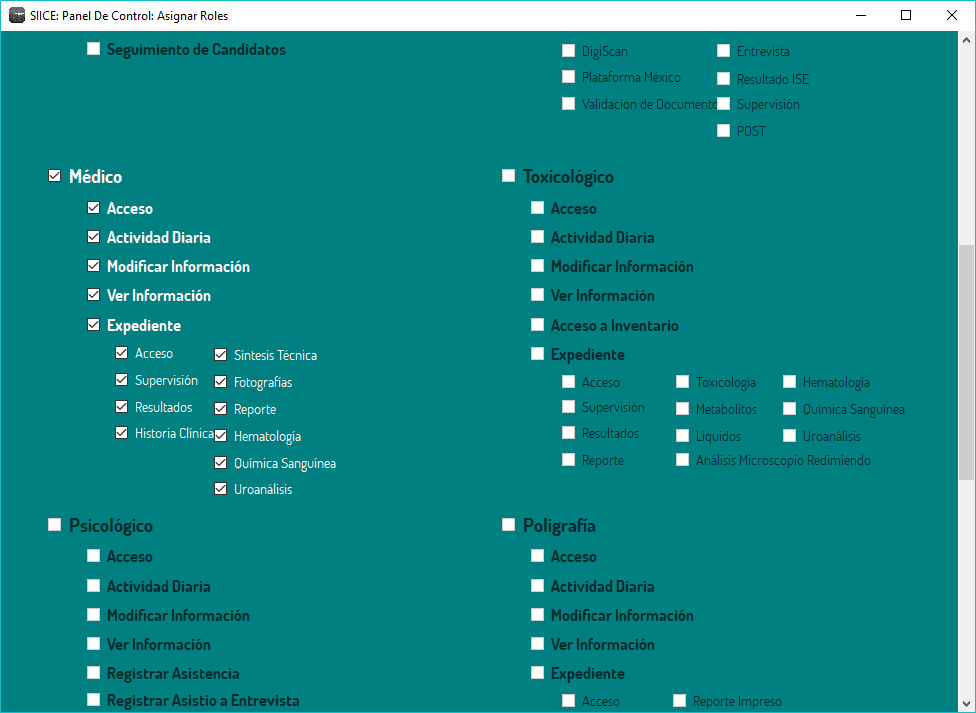 SIICE: Panel De Control: Asignar Roles
Seguimiento de Candidatos
DigiScan
Entrevista
Plataforma México
Resultado ISE
Validacion de Documento
Supervisión
POST
Médico
Acceso
Actividad Diaria
Modificar Información
Ver Información
Expediente
Acceso
Síntesis Técnica
Supervisión
Fotografías
Resultados
Reporte
Historia Clínica
Hematología
Química Sanguínea
Uroanálisis
Toxicológico
Acceso
Actividad Diaria
Modificar Información
Ver Información
Acceso a Inventario
Expediente
Acceso
Toxicología
Hematología
Supervisión
Metabolitos
Química Sanguínea
Resultados
Líquidos
Uroanálisis
Reporte
Análisis Microscopio Redimiendo
Psicológico
Acceso
Actividad Diaria
Modificar Información
Ver Información
Registrar Asistencia
Registrar Asistio a Entrevista
Poligrafía
Acceso
Actividad Diaria
Modificar Información
Ver Información
Expediente
Acceso
Reporte Impreso